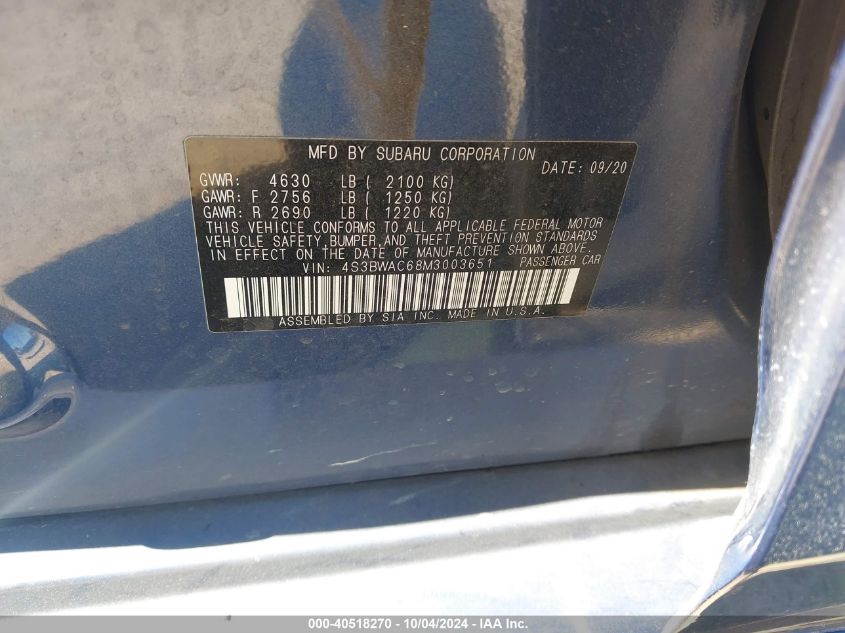 MFD BY SUBARU CORPORATION
DATE: 09/20
GVWR: 4630 LB ( 2100 KG)
GAWR: F 2756 LB ( 1250 KG)
GAWR: R 2690 LB ( 1220 KG)
THIS VEHICLE CONFORMS TO ALL APPLICABLE FEDERAL MOTOR
VEHICLE SAFETY,BUMPER,AND THEFT PREVENTION STANDARDS
IN EFFECT ON THE DATE OF MANUFACTURE SHOWN ABOVE.
VIN: 4S3BWAC68M3003651 PASSENGER CAR
ASSEMBLED BY SIA INC. MADE IN U.S.A.
000-40518270 - 10/04/2024 - IAA Inc.